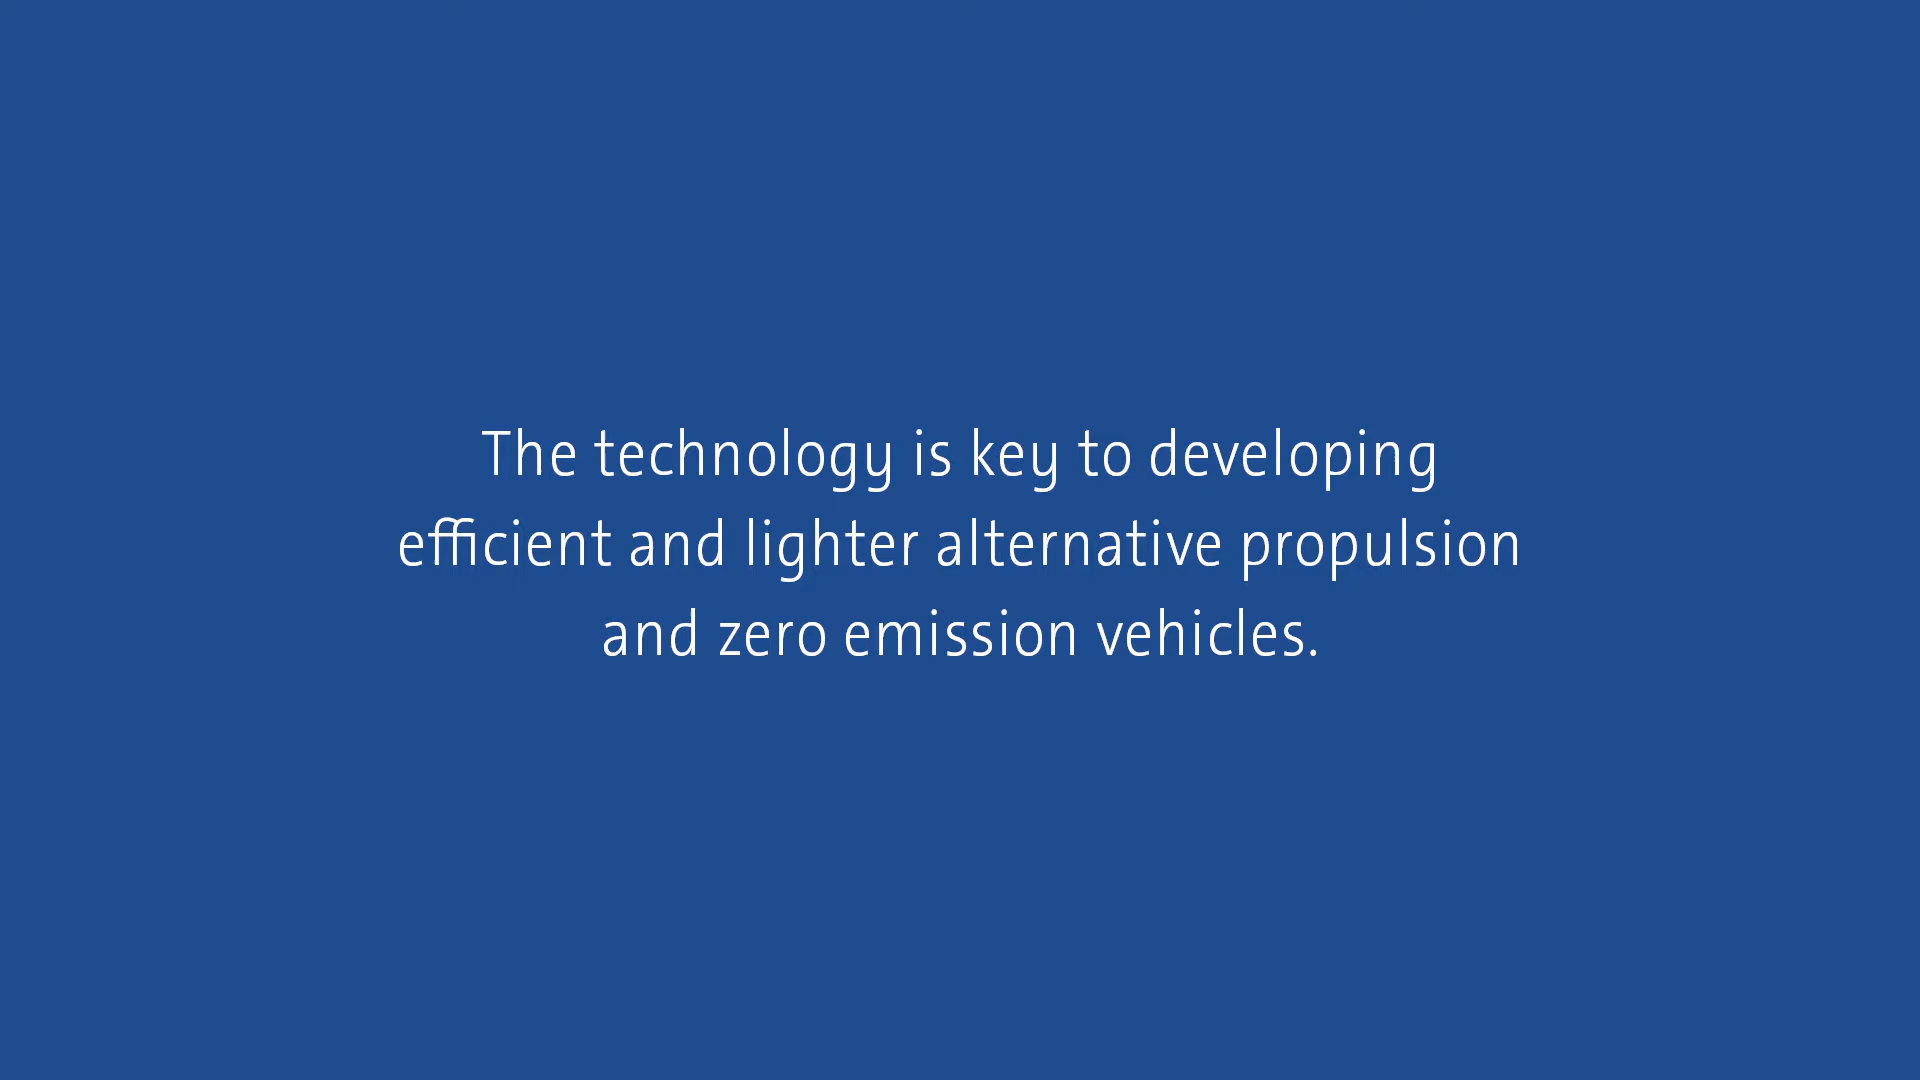 The technology is key to developing
efficient and lighter alternative propulsion
and zero emission vehicles.